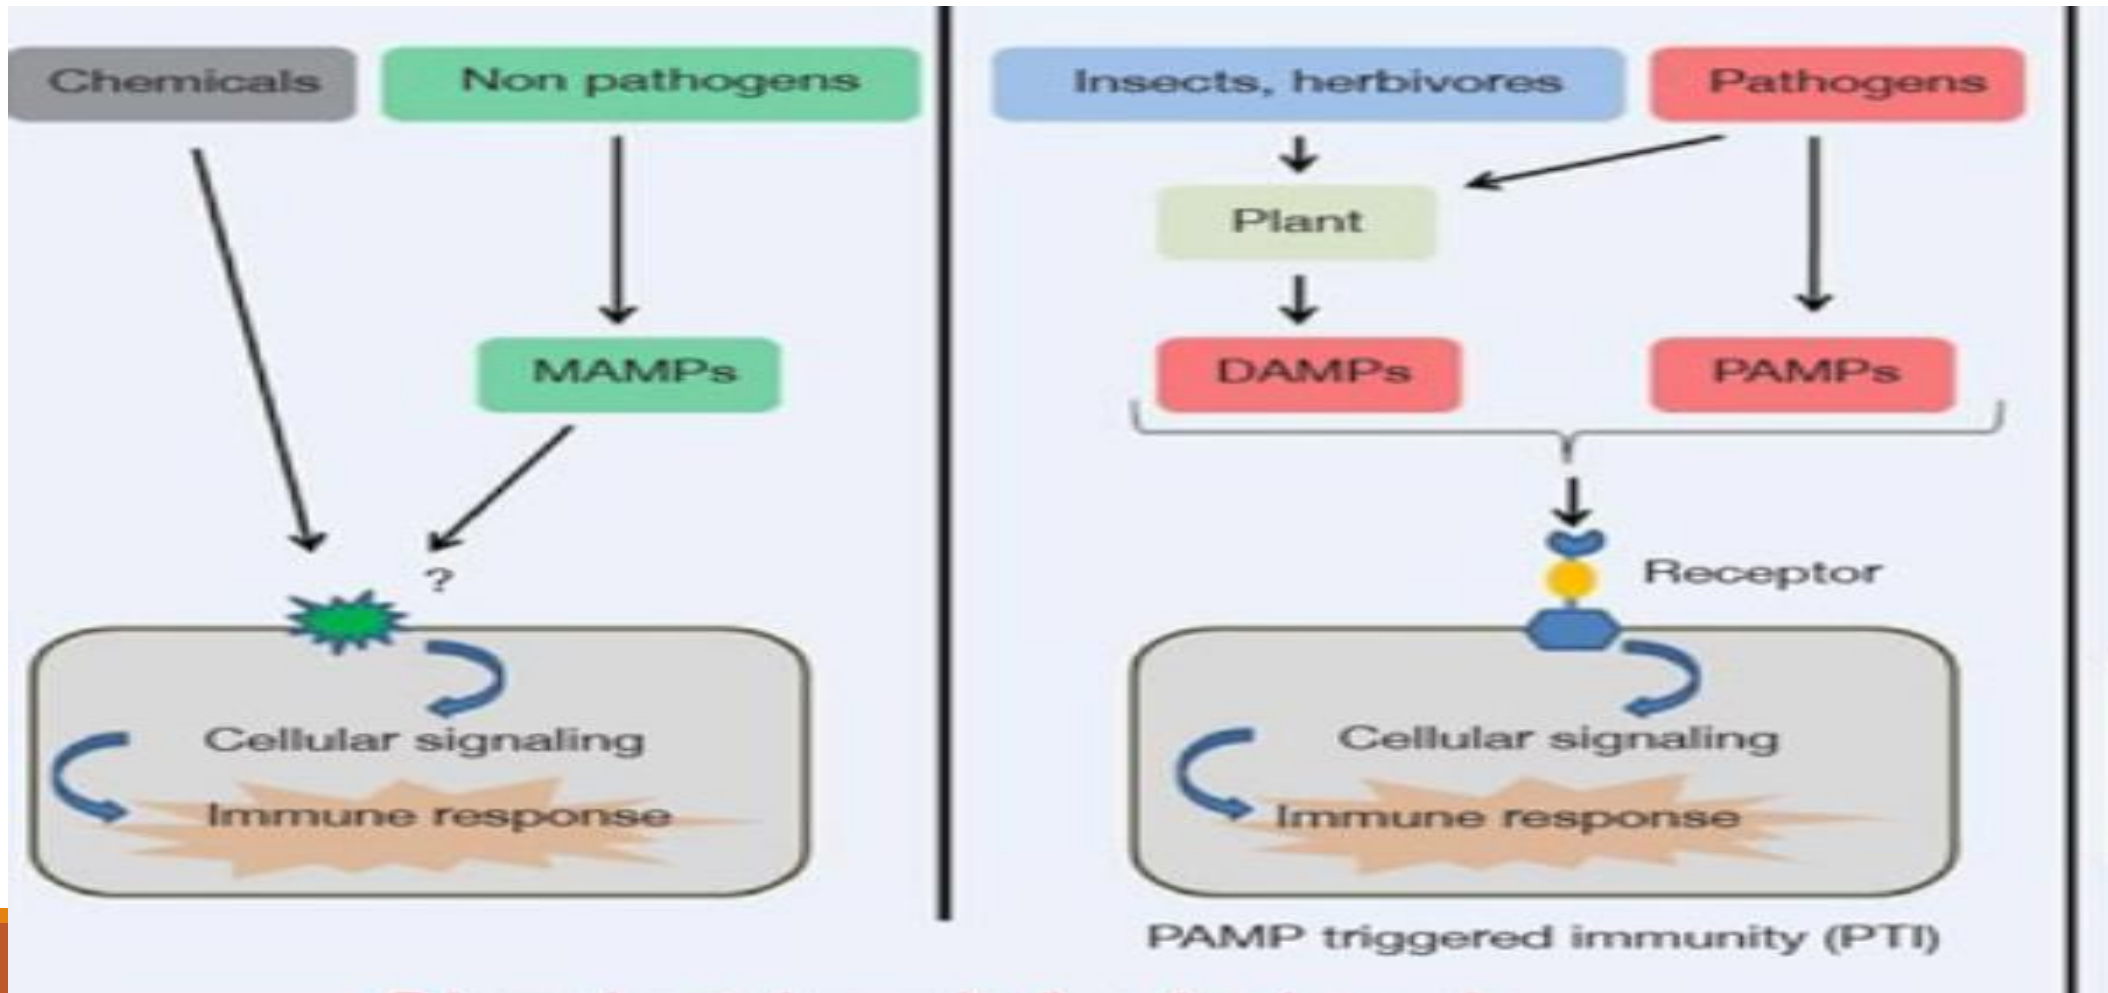 Chemicals
Non pathogens
MAMPs
?
Cellular signaling
Immune response
Insects, herbivores
Pathogens
Plant
DAMPs
PAMPs
Receptor
Cellular signaling
Immune response
PAMP triggered immunity (PTI)